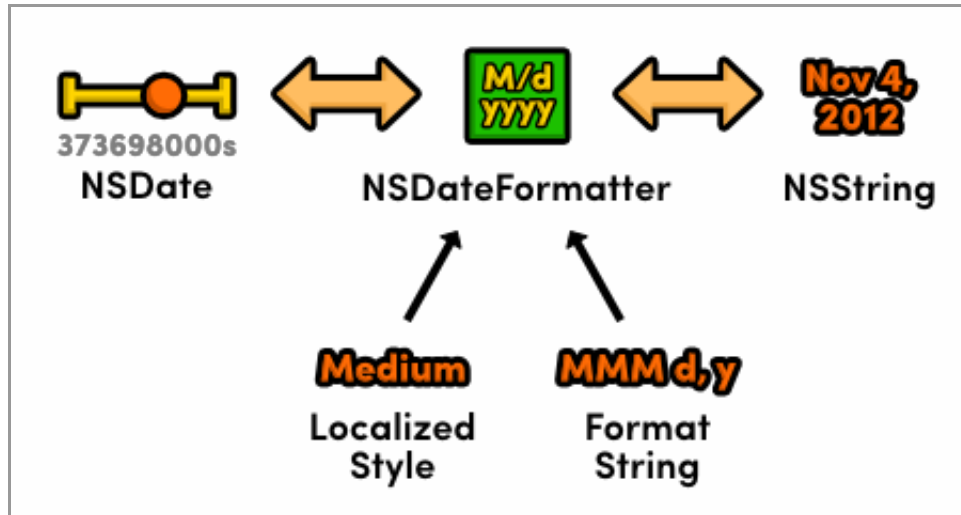 M/d
yyyy
Nov 4,
2012
373698000s
NSDate
NSDateFormatter
NSString
Medium
MMM d, y
Localized
Style
Format
String